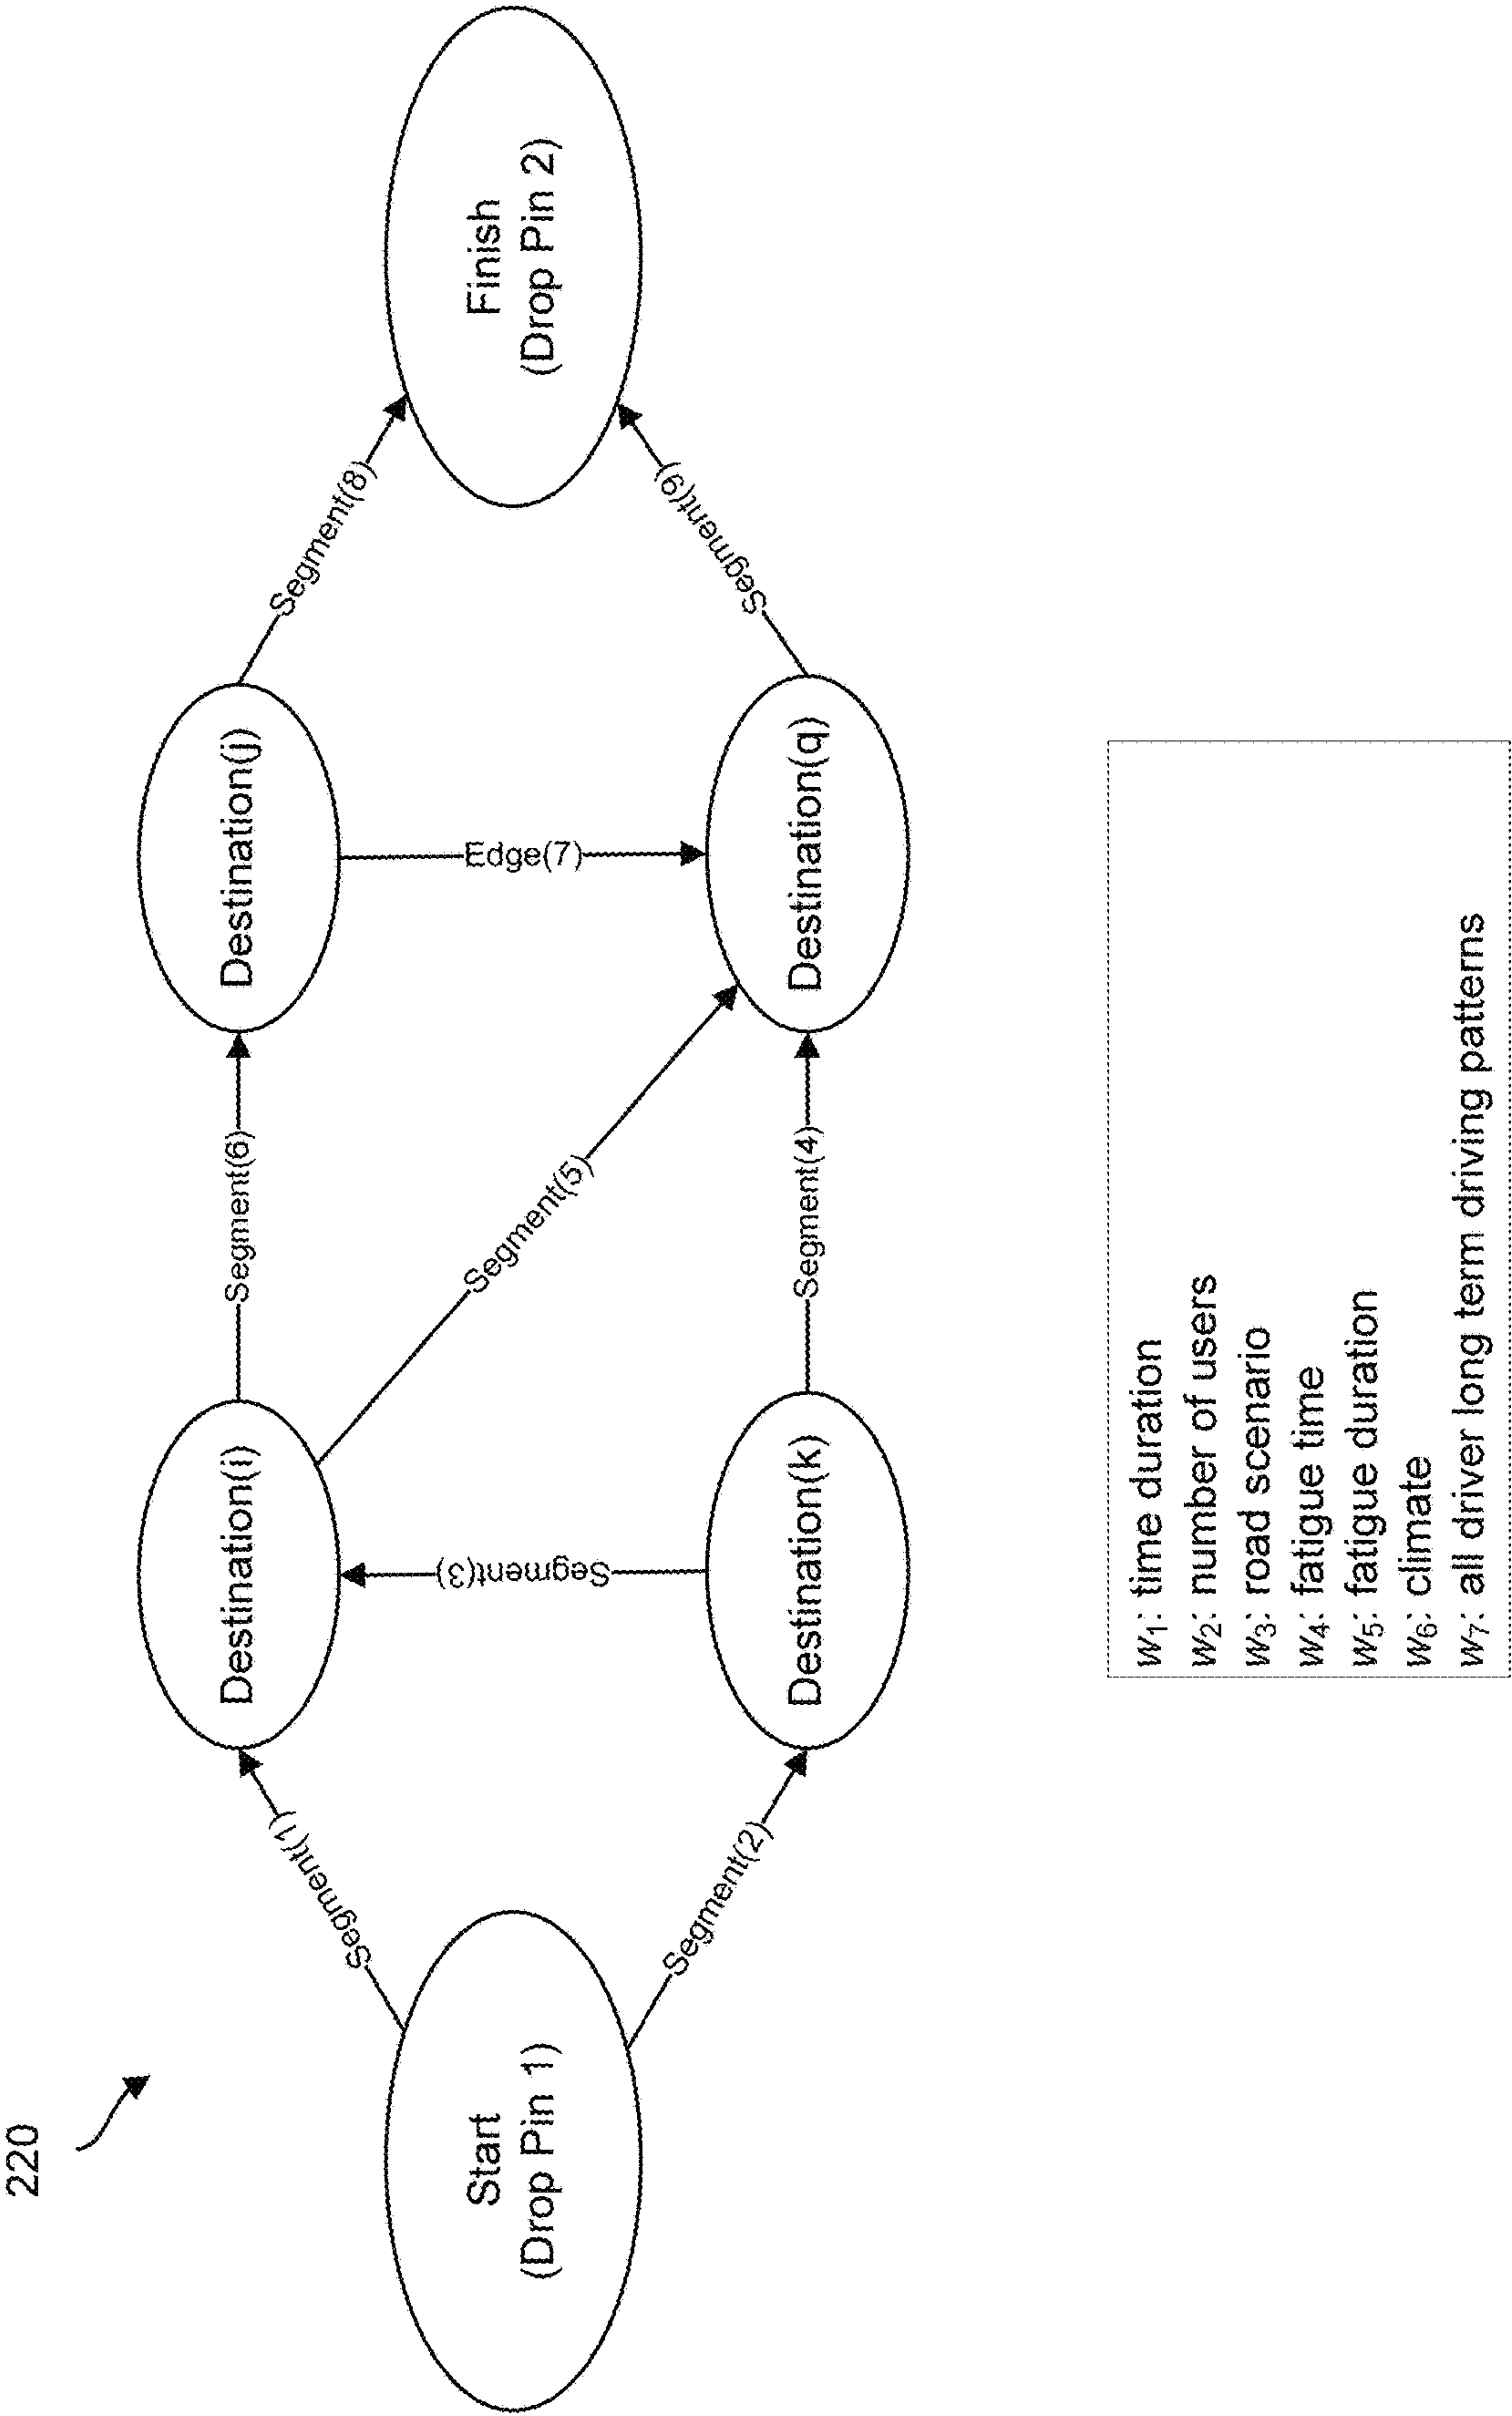 220
Destination(i)
Segment(6)
Destination(j)
Segment(1)
Segment(8)
Start
(Drop Pin 1)
Segment(3)
Segment(5)
Edge(7)
Finish
(Drop Pin 2)
Segment(2)
Segment(9)
Destination(k)
Segment(4)
Destination(q)
w₁: time duration
w₂: number of users
w₃: road scenario
w₄: fatigue time
w₅: fatigue duration
w₆: climate
w₇: all driver long term driving patterns